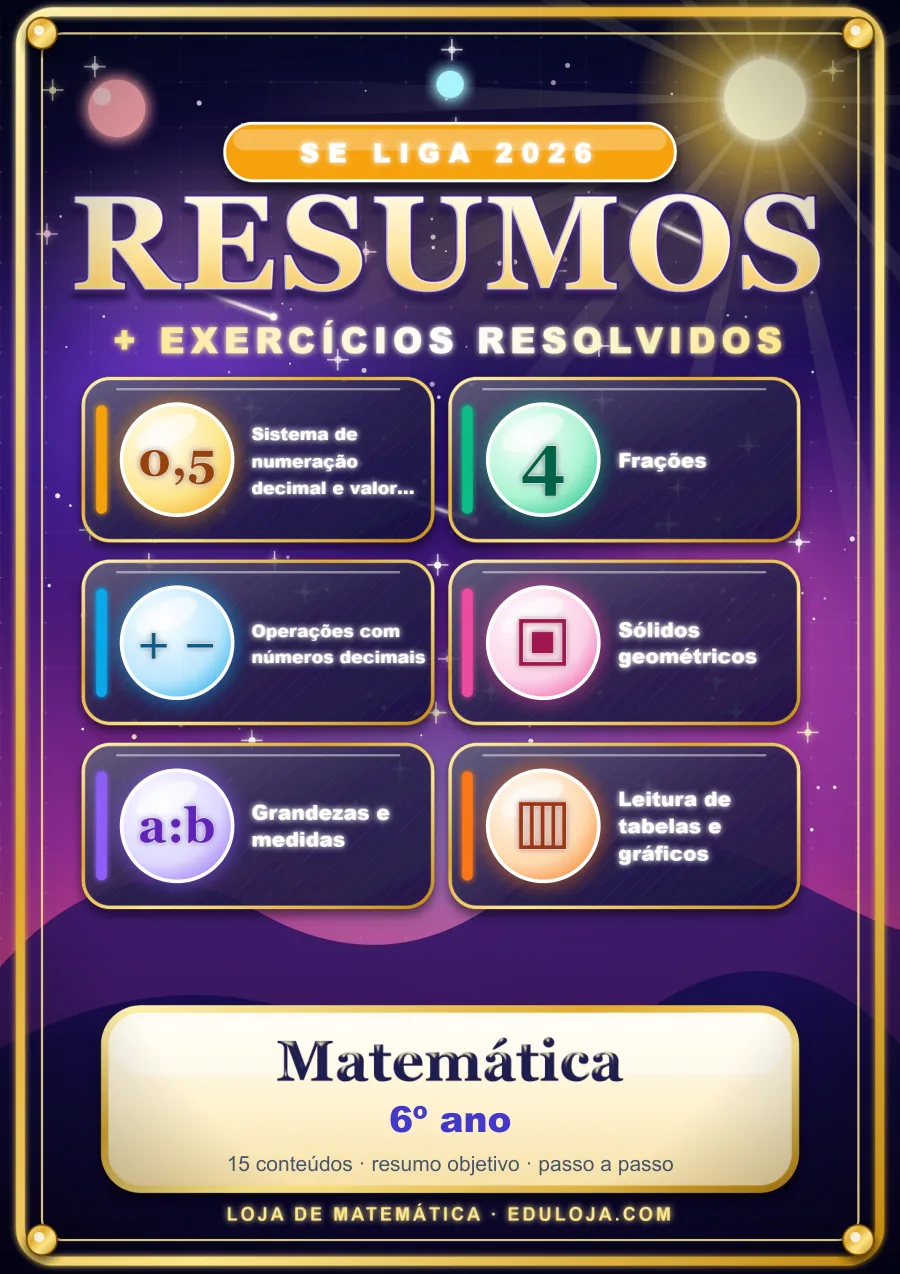 SE LIGA 2026
RESUMOS
+ EXERCÍCIOS RESOLVIDOS
0,5
Sistema de
numeração
decimal e valor...
4
Frações
+ −
Operações com
números decimais
Sólidos
geométricos
a:b
Grandezas e
medidas
Leitura de
tabelas e
gráficos
Matemática
6º ano
15 conteúdos · resumo objetivo · passo a passo
LOJA DE MATEMÁTICA · EDULOJA.COM